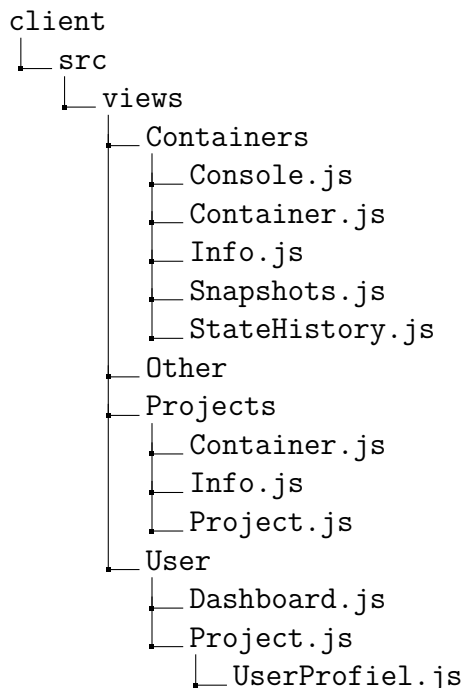 client
src
views
Containers
Console.js
Container.js
Info.js
Snapshots.js
StateHistory.js
Other
Projects
Container.js
Info.js
Project.js
User
Dashboard.js
Project.js
UserProfiel.js